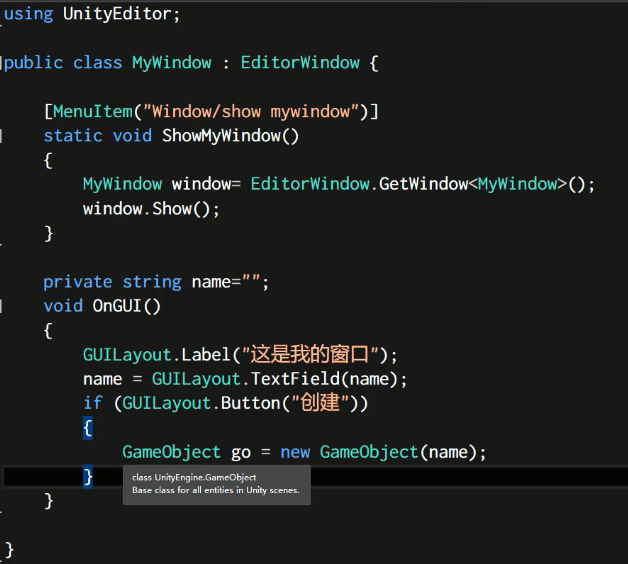 using UnityEditor;
public class MyWindow : EditorWindow {
[MenuItem("Window/show mywindow")]
static void ShowMyWindow()
{
MyWindow window= EditorWindow.GetWindow<MyWindow>();
window.Show();
}
private string name="";
void OnGUI()
{
GUILayout.Label("这是我的窗口");
name = GUILayout.TextField(name);
if (GUILayout.Button("创建"))
{
GameObject go = new GameObject(name);
}
class UnityEngine.GameObject
Base class for all entities in Unity scenes.
}
}